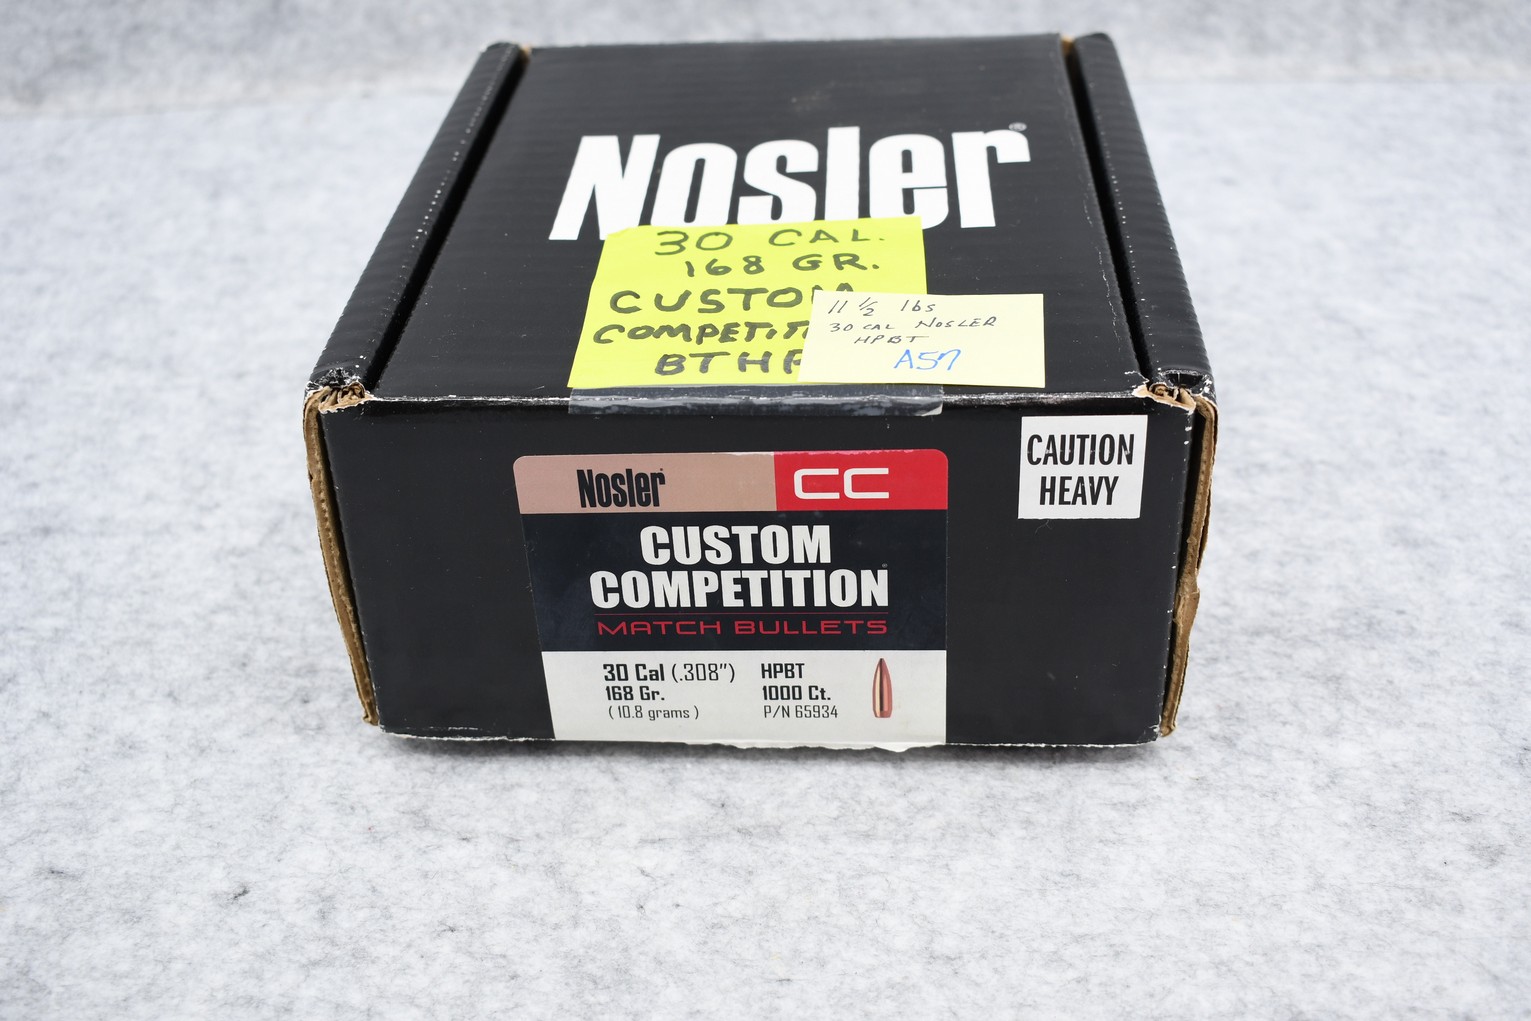 Nosler®
30 CAL.
168 GR.
CUSTOM
COMPETITI
BTHP
11 1/2 lbs
30 CAL NOSLER
HPBT
A57
CAUTION
HEAVY
Nosler CC
CUSTOM
COMPETITION
MATCH BULLETS
30 Cal (.308") HPBT
168 Gr. 1000 Ct.
( 10.8 grams ) P/N 65934